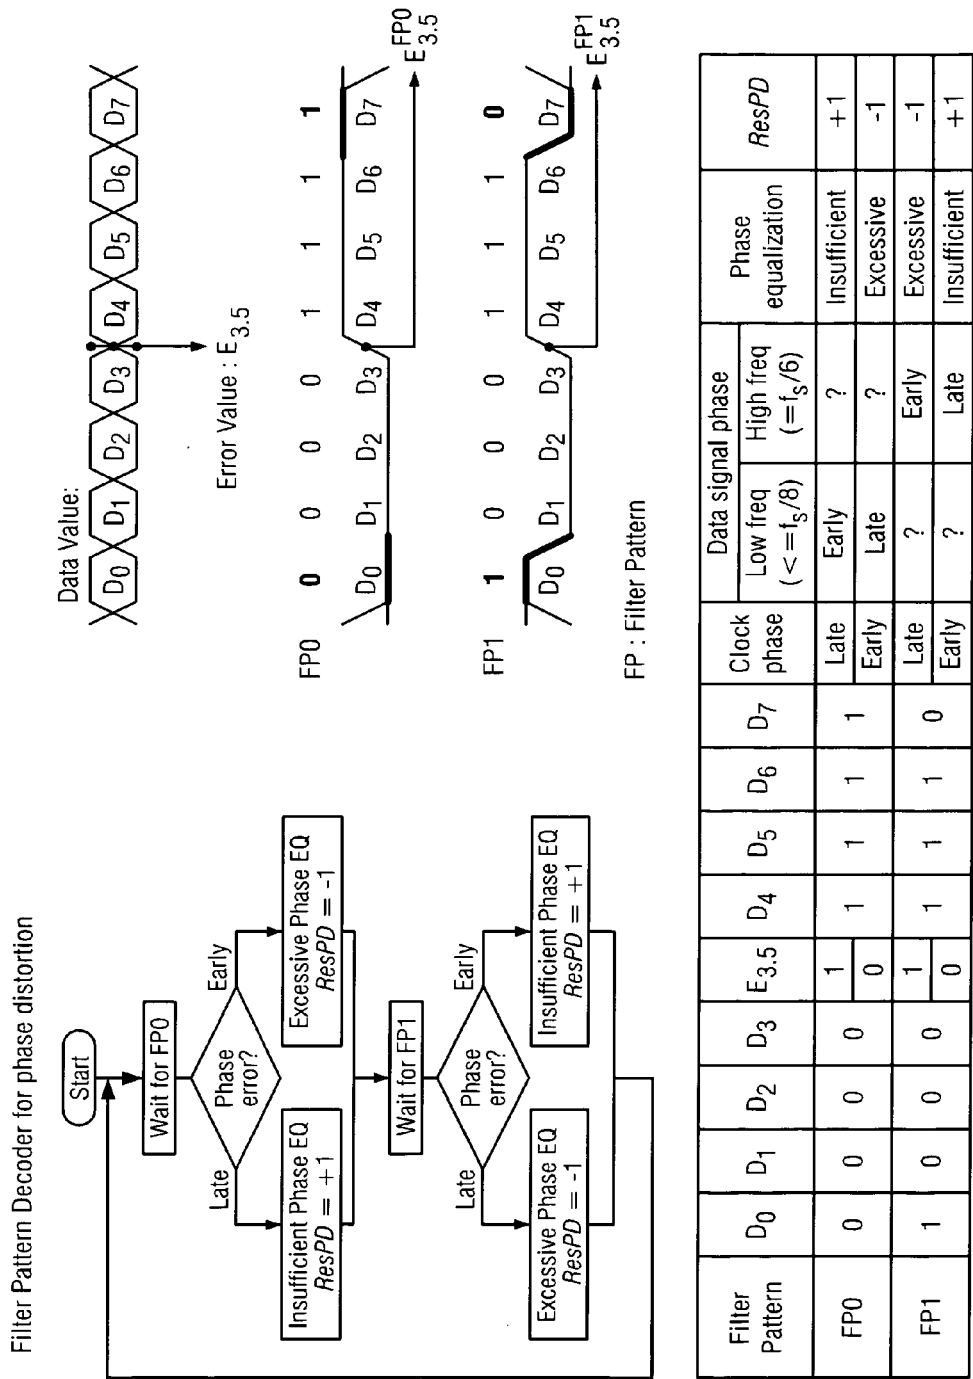 Filter Pattern Decoder for phase distortion
Start
Wait for FP0
Phase
error?
Late
Early
Insufficient Phase EQ
ResPD = +1
Excessive Phase EQ
ResPD = -1
Wait for FP1
Phase
error?
Late
Early
Excessive Phase EQ
ResPD = -1
Insufficient Phase EQ
ResPD = +1
Data Value:
D0 D1 D2 D3 D4 D5 D6 D7
Error Value : E3.5
FP0 0 0 0 0 1 1 1 1
D0 D1 D2 D3 D4 D5 D6 D7
E FP0 3.5
FP1 1 0 0 0 1 1 1 0
D0 D1 D2 D3 D4 D5 D6 D7
E FP1 3.5
FP : Filter Pattern
Filter Pattern D0 D1 D2 D3 E3.5 D4 D5 D6 D7 Clock phase Data signal phase Phase equalization ResPD
Low freq (<=fs/8) High freq (=fs/6)
FP0 0 0 0 0 1 1 1 1 1 Late Early ? Insufficient +1
0 Early Late ? Excessive -1
FP1 1 0 0 0 1 1 1 1 0 Late ? Early Excessive -1
0 Early ? Late Insufficient +1